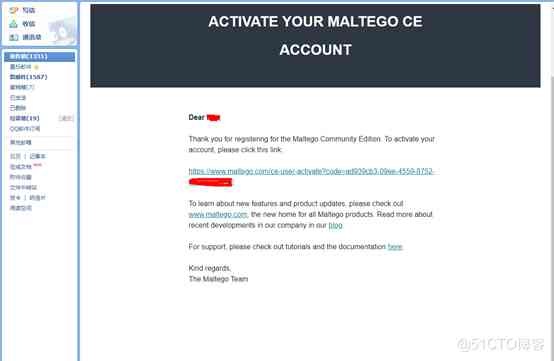 写信
收信
通讯录
收件箱(1311)
星标邮件
群邮件(1587)
草稿箱(7)
已发送
已删除
垃圾箱(19) [清空]
QQ邮件订阅
其他邮箱
日历 | 记事本
在线文档
附件收藏
文件中转站
贺卡 | 明信片
阅读空间
ACTIVATE YOUR MALTEGO CE
ACCOUNT
Dear
Thank you for registering for the Maltego Community Edition. To activate your
account, please click this link:
https://www.maltego.com/ce-user-activate?code=ad939cb3-09ee-4559-8752-
To learn about new features and product updates, please check out
www.maltego.com, the new home for all Maltego products. Read more about
recent developments in our company in our blog.
For support, please check out tutorials and the documentation here.
Kind regards,
The Maltego Team
@51CTO博客